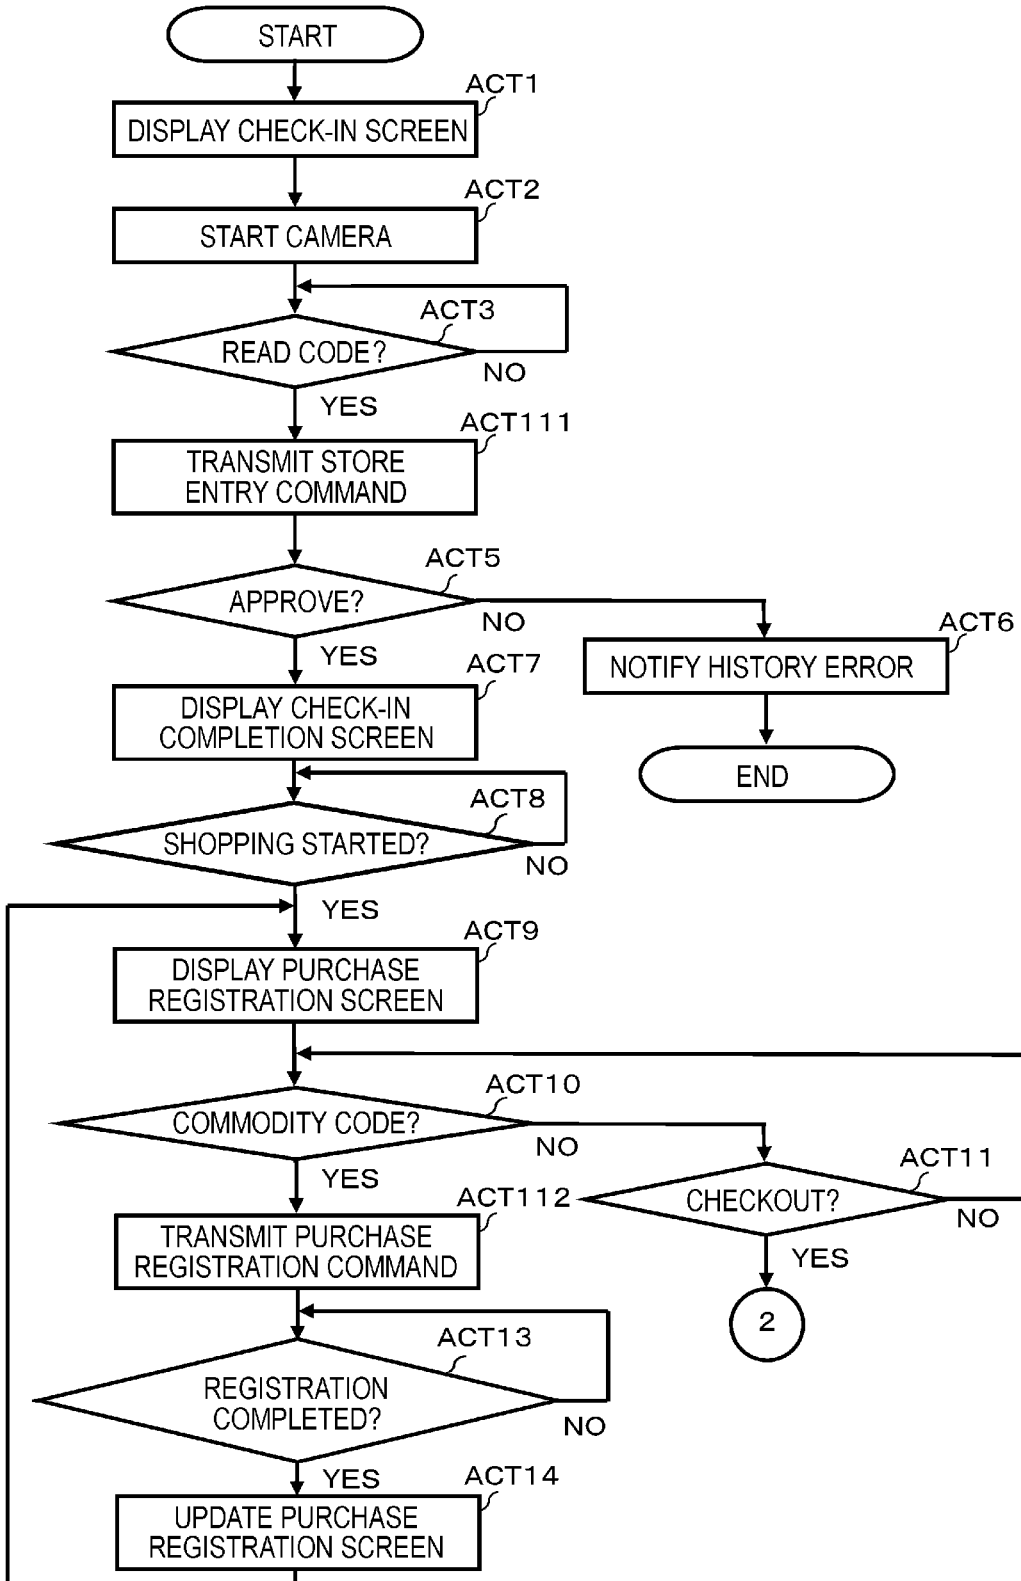 START
ACT1
DISPLAY CHECK-IN SCREEN
ACT2
START CAMERA
ACT3
READ CODE?
NO
YES
ACT111
TRANSMIT STORE
ENTRY COMMAND
ACT5
APPROVE?
NO
YES
ACT6
NOTIFY HISTORY ERROR
END
ACT7
DISPLAY CHECK-IN
COMPLETION SCREEN
ACT8
SHOPPING STARTED?
NO
YES
ACT9
DISPLAY PURCHASE
REGISTRATION SCREEN
ACT10
COMMODITY CODE?
NO
YES
ACT11
CHECKOUT?
NO
YES
2
ACT112
TRANSMIT PURCHASE
REGISTRATION COMMAND
ACT13
REGISTRATION
COMPLETED?
NO
YES
ACT14
UPDATE PURCHASE
REGISTRATION SCREEN